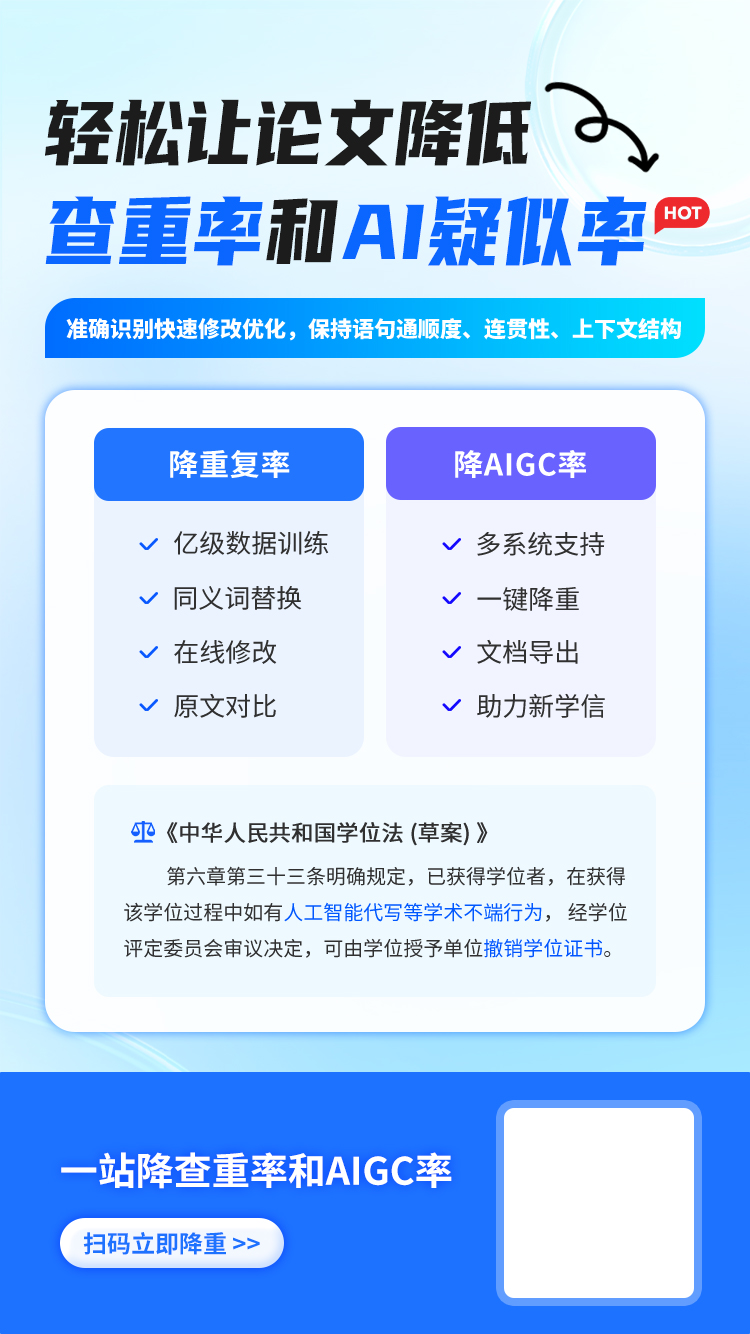 轻松让论文降低
查重率和AI疑似率
HOT
准确识别快速修改优化，保持语句通顺度、连贯性、上下文结构
降重复率
亿级数据训练
同义词替换
在线修改
原文对比
降AIGC率
多系统支持
一键降重
文档导出
助力新学信
《中华人民共和国学位法 (草案) 》
第六章第三十三条明确规定，已获得学位者，在获得
该学位过程中如有人工智能代写等学术不端行为， 经学位
评定委员会审议决定，可由学位授予单位撤销学位证书。
一站降查重率和AIGC率
扫码立即降重 >>